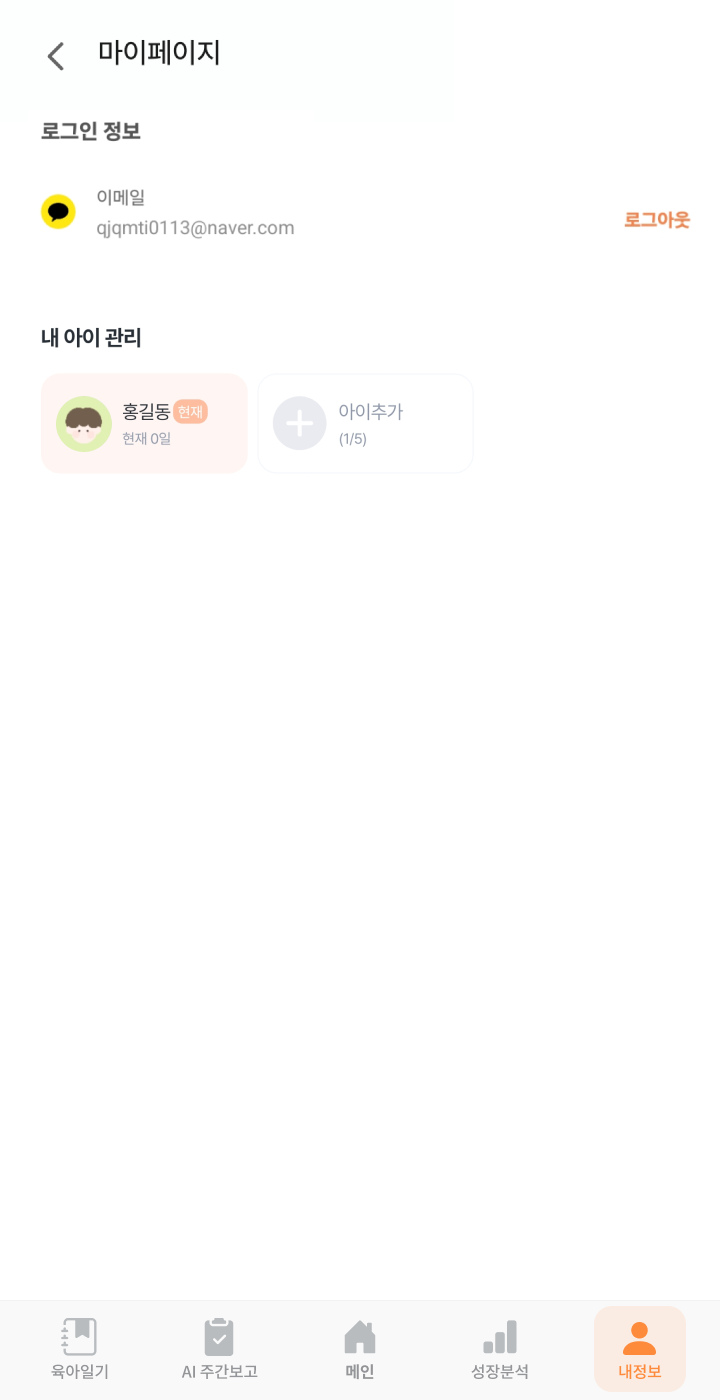 마이페이지
로그인 정보
이메일
qjqmti0113@naver.com
로그아웃
내 아이 관리
홍길동 현재
현재 0일
아이추가
(1/5)
육아일기
AI 주간보고
메인
성장분석
내정보